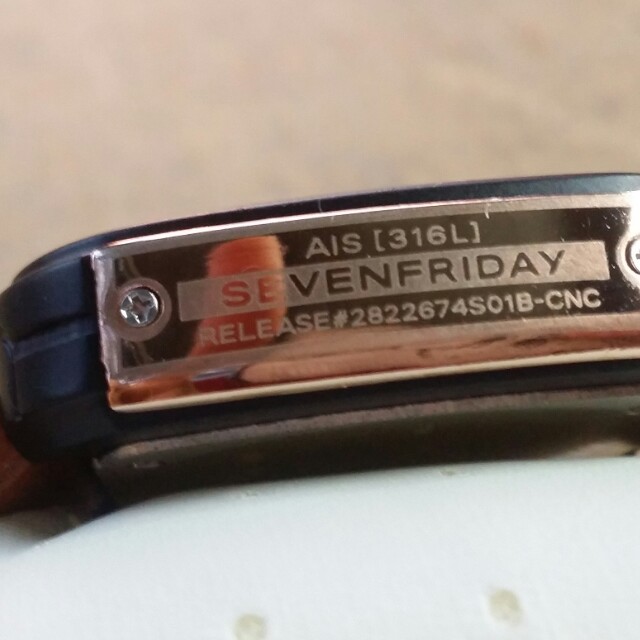 AIS [316L]
SEVENFRIDAY
RELEASE#2822674S01B-CNC